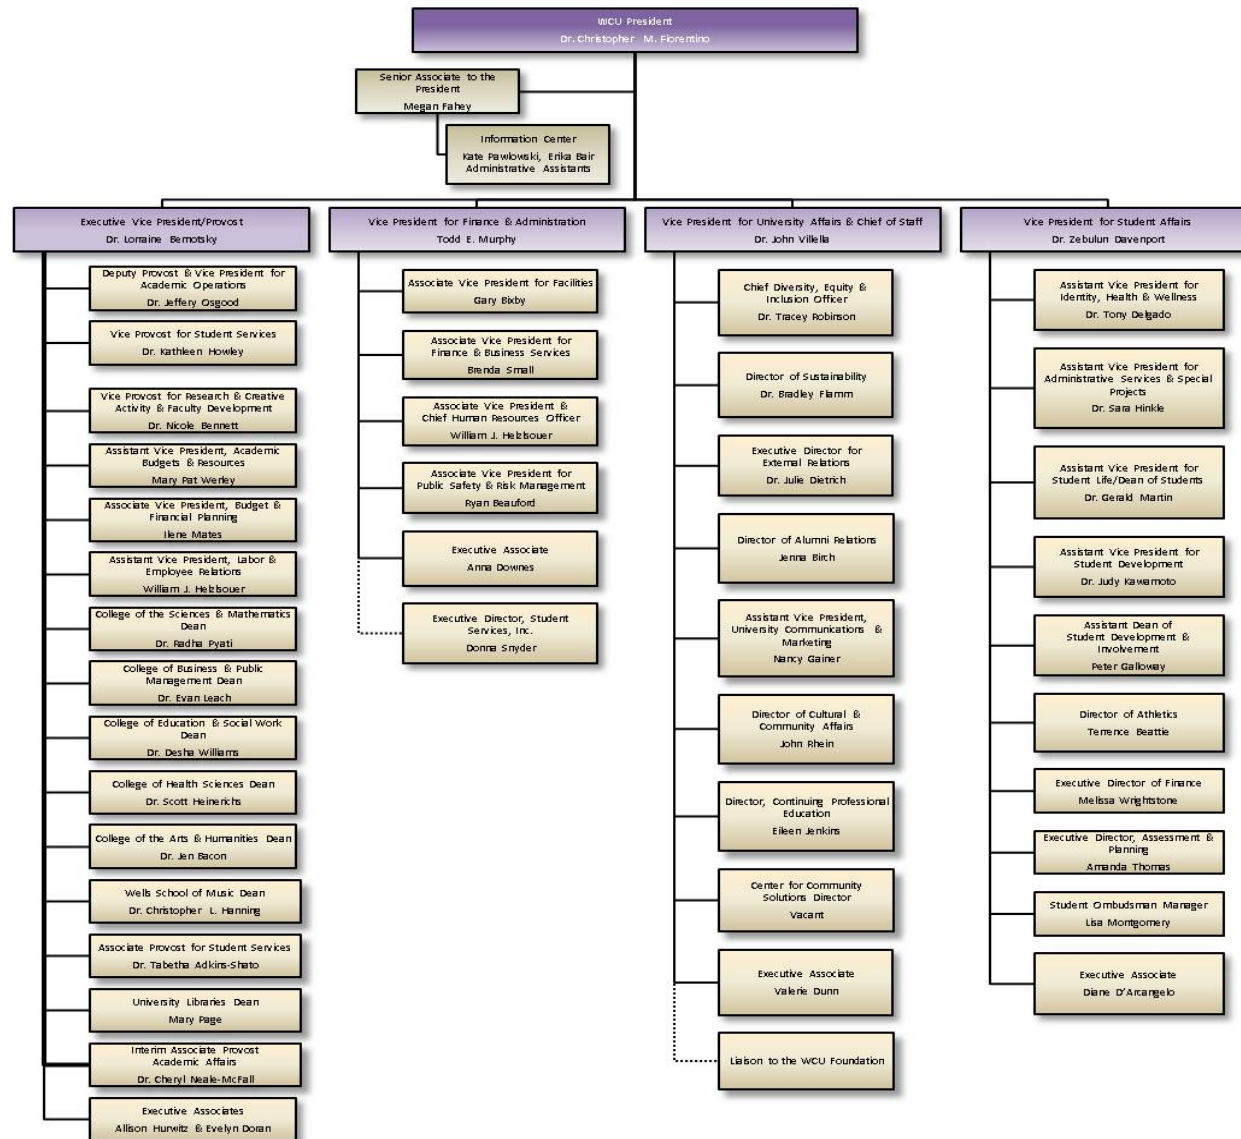 WCU President
Dr. Christopher M. Fiorentino
Senior Associate to the
President
Megan Fahey
Information Center
Kate Pawlowski, Erika Bair
Administrative Assistants
Executive Vice President/Provost
Dr. Lorraine Bernotsky
Deputy Provost & Vice President for
Academic Operations
Dr. Jeffery Osgood
Vice Provost for Student Services
Dr. Kathleen Howley
Vice Provost for Research & Creative
Activity & Faculty Development
Dr. Nicole Bennett
Assistant Vice President, Academic
Budgets & Resources
Mary Pat Werley
Associate Vice President, Budget &
Financial Planning
Ilene Mates
Assistant Vice President, Labor &
Employee Relations
William J. Helzlsouer
College of the Sciences & Mathematics
Dean
Dr. Radha Pyati
College of Business & Public
Management Dean
Dr. Evan Leach
College of Education & Social Work
Dean
Dr. Desha Williams
College of Health Sciences Dean
Dr. Scott Heinerichs
College of the Arts & Humanities Dean
Dr. Jen Bacon
Wells School of Music Dean
Dr. Christopher L. Hanning
Associate Provost for Student Services
Dr. Tabetha Adkins-Shato
University Libraries Dean
Mary Page
Interim Associate Provost
Academic Affairs
Dr. Cheryl Neale-McFall
Executive Associates
Allison Hurwitz & Evelyn Doran
Vice President for Finance & Administration
Todd E. Murphy
Associate Vice President for Facilities
Gary Bixby
Associate Vice President for
Finance & Business Services
Brenda Small
Associate Vice President &
Chief Human Resources Officer
William J. Helzlsouer
Associate Vice President for
Public Safety & Risk Management
Ryan Beauford
Executive Associate
Anna Downes
Executive Director, Student
Services, Inc.
Donna Snyder
Vice President for University Affairs & Chief of Staff
Dr. John Villella
Chief Diversity, Equity &
Inclusion Officer
Dr. Tracey Robinson
Director of Sustainability
Dr. Bradley Flamm
Executive Director for
External Relations
Dr. Julie Dietrich
Director of Alumni Relations
Jenna Birch
Assistant Vice President,
University Communications &
Marketing
Nancy Gainer
Director of Cultural &
Community Affairs
John Rhein
Director, Continuing Professional
Education
Eileen Jenkins
Center for Community
Solutions Director
Vacant
Executive Associate
Valerie Dunn
Liaison to the WCU Foundation
Vice President for Student Affairs
Dr. Zebulun Davenport
Assistant Vice President for
Identity, Health & Wellness
Dr. Tony Delgado
Assistant Vice President for
Administrative Services & Special
Projects
Dr. Sara Hinkle
Assistant Vice President for
Student Life/Dean of Students
Dr. Gerald Martin
Assistant Vice President for
Student Development
Dr. Judy Kawamoto
Assistant Dean of
Student Development &
Involvement
Peter Galloway
Director of Athletics
Terrence Beattie
Executive Director of Finance
Melissa Wrightstone
Executive Director, Assessment &
Planning
Amanda Thomas
Student Ombudsman Manager
Lisa Montgomery
Executive Associate
Diane D'Arcangelo